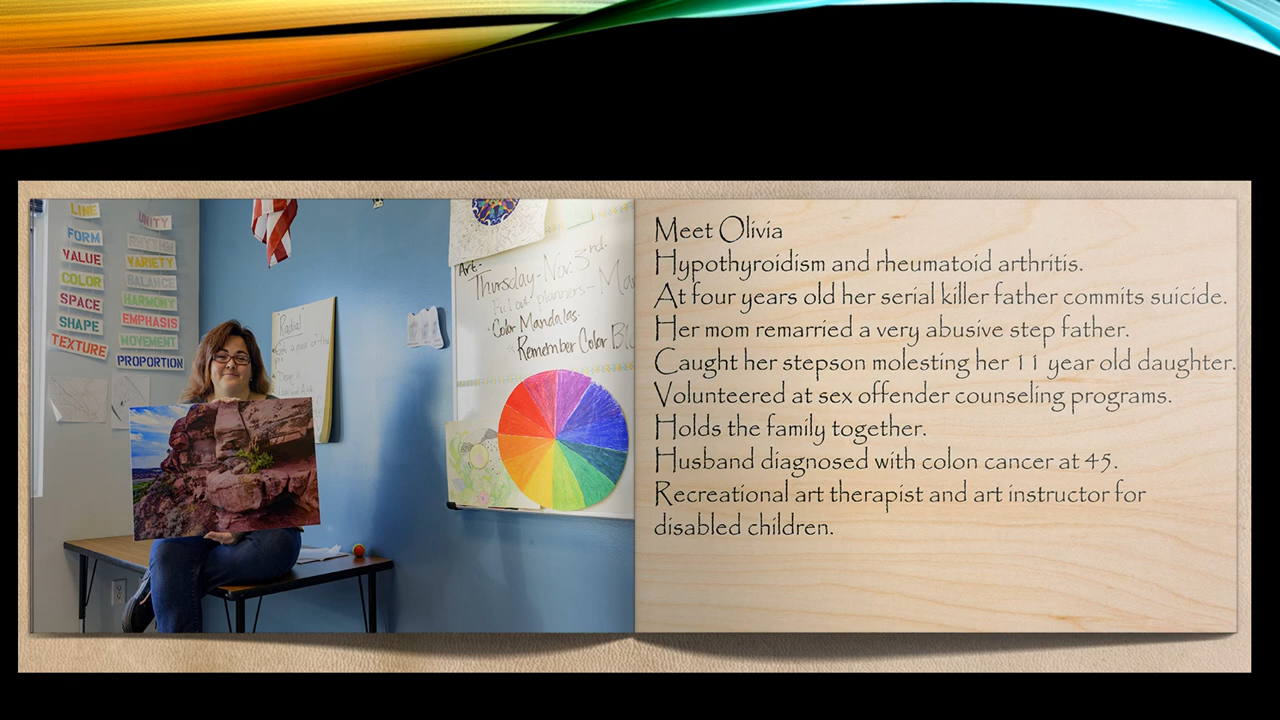 LINE
FORM
VALUE
COLOR
SPACE
SHAPE
TEXTURE
UNITY
RHYTHM
VARIETY
BALANCE
HARMONY
EMPHASIS
MOVEMENT
PROPORTION
Radial
Art-
Thursday-Nov. 3rd.
Fill out planners-
Color Mandalas.
Remember Color
Meet Olivia
Hypothyroidism and rheumatoid arthritis.
At four years old her serial killer father commits suicide.
Her mom remarried a very abusive step father.
Caught her stepson molesting her 11 year old daughter.
Volunteered at sex offender counseling programs.
Holds the family together.
Husband diagnosed with colon cancer at 45.
Recreational art therapist and art instructor for
disabled children.